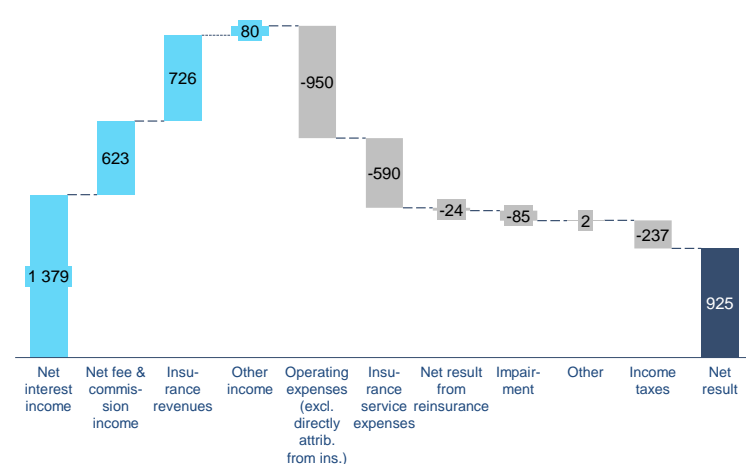 80
726
-950
623
-590
-24
-85
2
-237
1 379
925
Net
interest
income
Net fee &
commis-
sion
income
Insu-
rance
revenues
Other
income
Operating
expenses
(excl.
directly
attrib.
from ins.)
Insu-
rance
service
expenses
Net result
from
reinsurance
Impair-
ment
Other
Income
taxes
Net
result